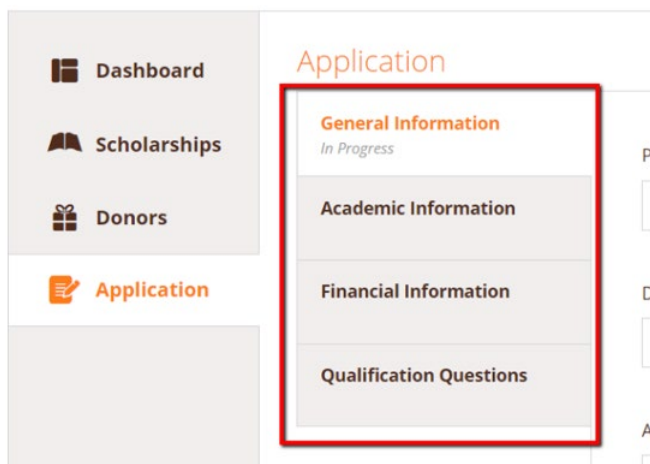 Dashboard
Scholarships
Donors
Application
Application
General Information
In Progress
Academic Information
Financial Information
Qualification Questions